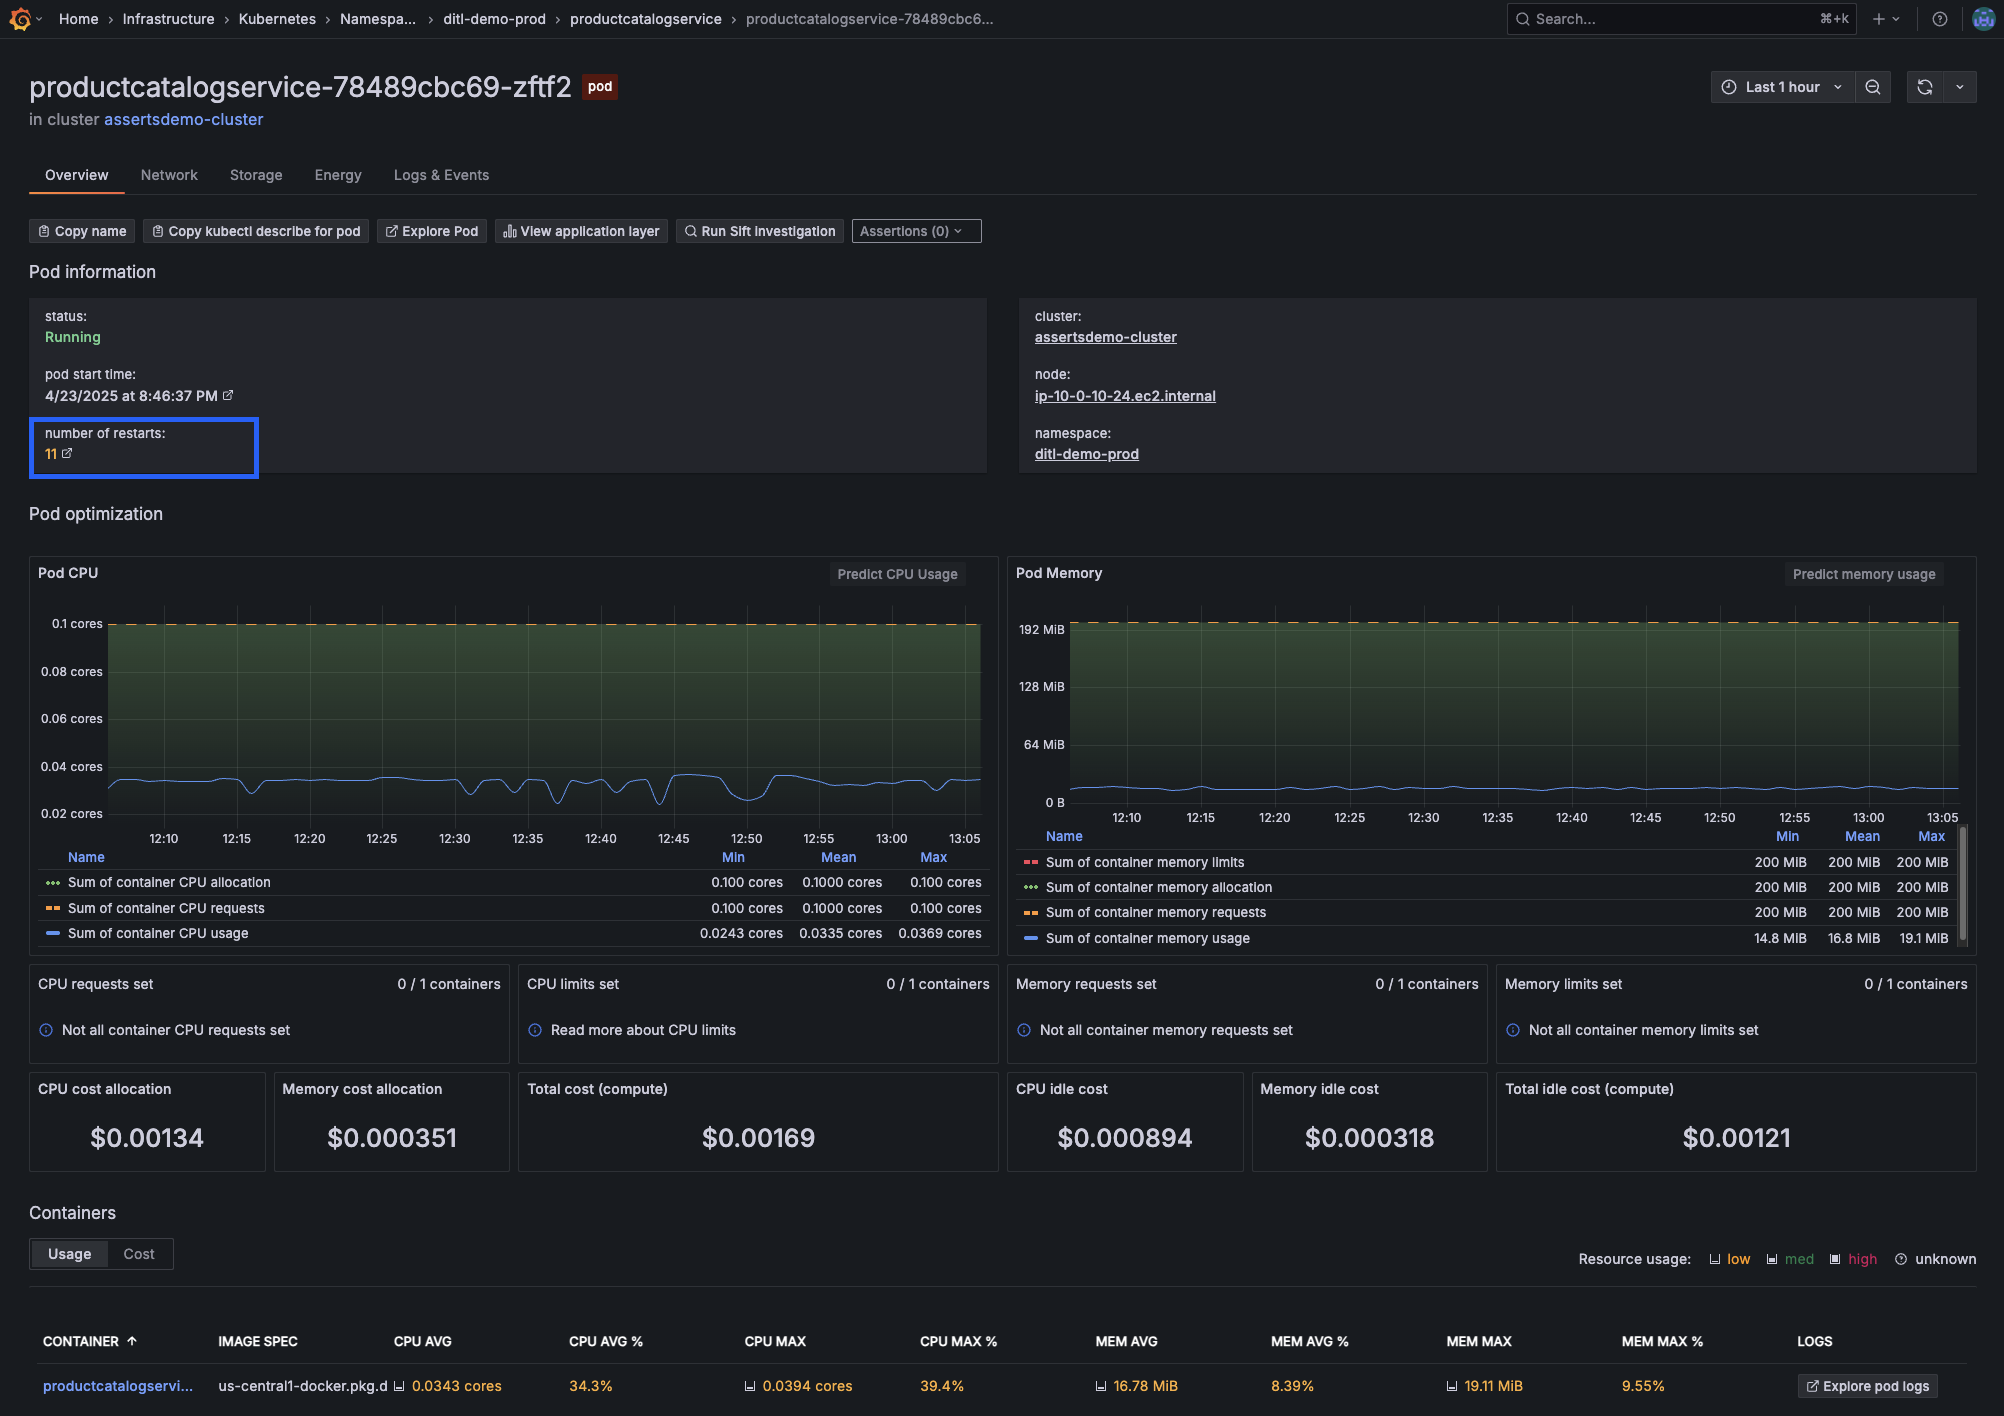 Home › Infrastructure › Kubernetes › Namespa... › ditl-demo-prod › productcatalogservice › productcatalogservice-78489cbc6...
Search... ⌘+k
productcatalogservice-78489cbc69-zftf2 pod
Last 1 hour
in cluster assertsdemo-cluster
Overview Network Storage Energy Logs & Events
Copy name Copy kubectl describe for pod Explore Pod View application layer Run Sift Investigation Assertions (0)
Pod information
status:
Running
pod start time:
4/23/2025 at 8:46:37 PM
number of restarts:
11
cluster:
assertsdemo-cluster
node:
ip-10-0-10-24.ec2.internal
namespace:
ditl-demo-prod
Pod optimization
Pod CPU Predict CPU Usage
0.1 cores
0.08 cores
0.06 cores
0.04 cores
0.02 cores
12:10 12:15 12:20 12:25 12:30 12:35 12:40 12:45 12:50 12:55 13:00 13:05
Name Min Mean Max
Sum of container CPU allocation 0.100 cores 0.1000 cores 0.100 cores
Sum of container CPU requests 0.100 cores 0.1000 cores 0.100 cores
Sum of container CPU usage 0.0243 cores 0.0335 cores 0.0369 cores
Pod Memory Predict memory usage
192 MiB
128 MiB
64 MiB
0 B
12:10 12:15 12:20 12:25 12:30 12:35 12:40 12:45 12:50 12:55 13:00 13:05
Name Min Mean Max
Sum of container memory limits 200 MiB 200 MiB 200 MiB
Sum of container memory allocation 200 MiB 200 MiB 200 MiB
Sum of container memory requests 200 MiB 200 MiB 200 MiB
Sum of container memory usage 14.8 MiB 16.8 MiB 19.1 MiB
CPU requests set 0 / 1 containers
Not all container CPU requests set
CPU limits set 0 / 1 containers
Read more about CPU limits
Memory requests set 0 / 1 containers
Not all container memory requests set
Memory limits set 0 / 1 containers
Not all container memory limits set
CPU cost allocation
$0.00134
Memory cost allocation
$0.000351
Total cost (compute)
$0.00169
CPU idle cost
$0.000894
Memory idle cost
$0.000318
Total idle cost (compute)
$0.00121
Containers
Usage Cost
Resource usage: low med high unknown
CONTAINER IMAGE SPEC CPU AVG CPU AVG % CPU MAX CPU MAX % MEM AVG MEM AVG % MEM MAX MEM MAX % LOGS
productcatalogservi... us-central1-docker.pkg.d 0.0343 cores 34.3% 0.0394 cores 39.4% 16.78 MiB 8.39% 19.11 MiB 9.55% Explore pod logs